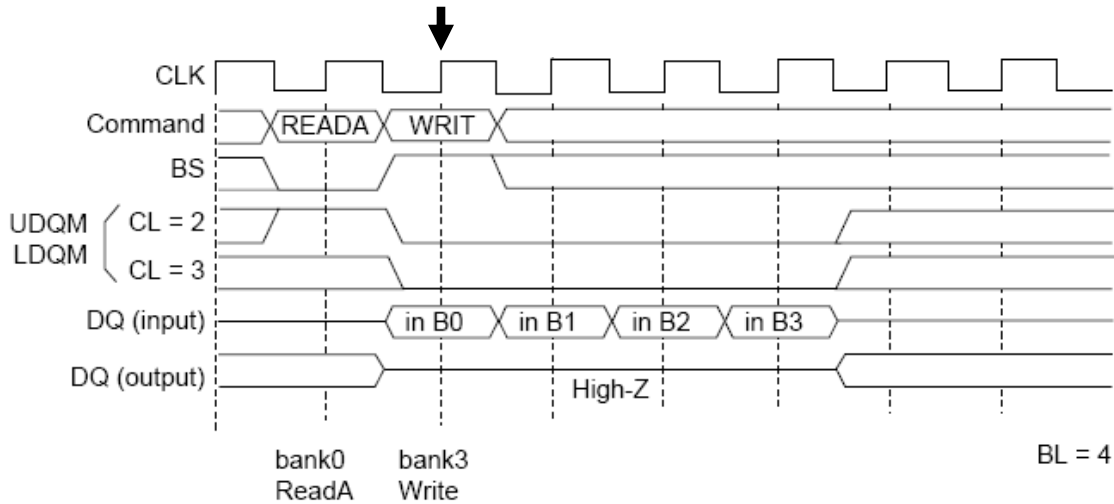 CLK
Command READA WRIT
BS
UDQM CL = 2
LDQM
CL = 3
DQ (input) in B0 in B1 in B2 in B3
DQ (output) High-Z
bank0 bank3 BL = 4
ReadA Write